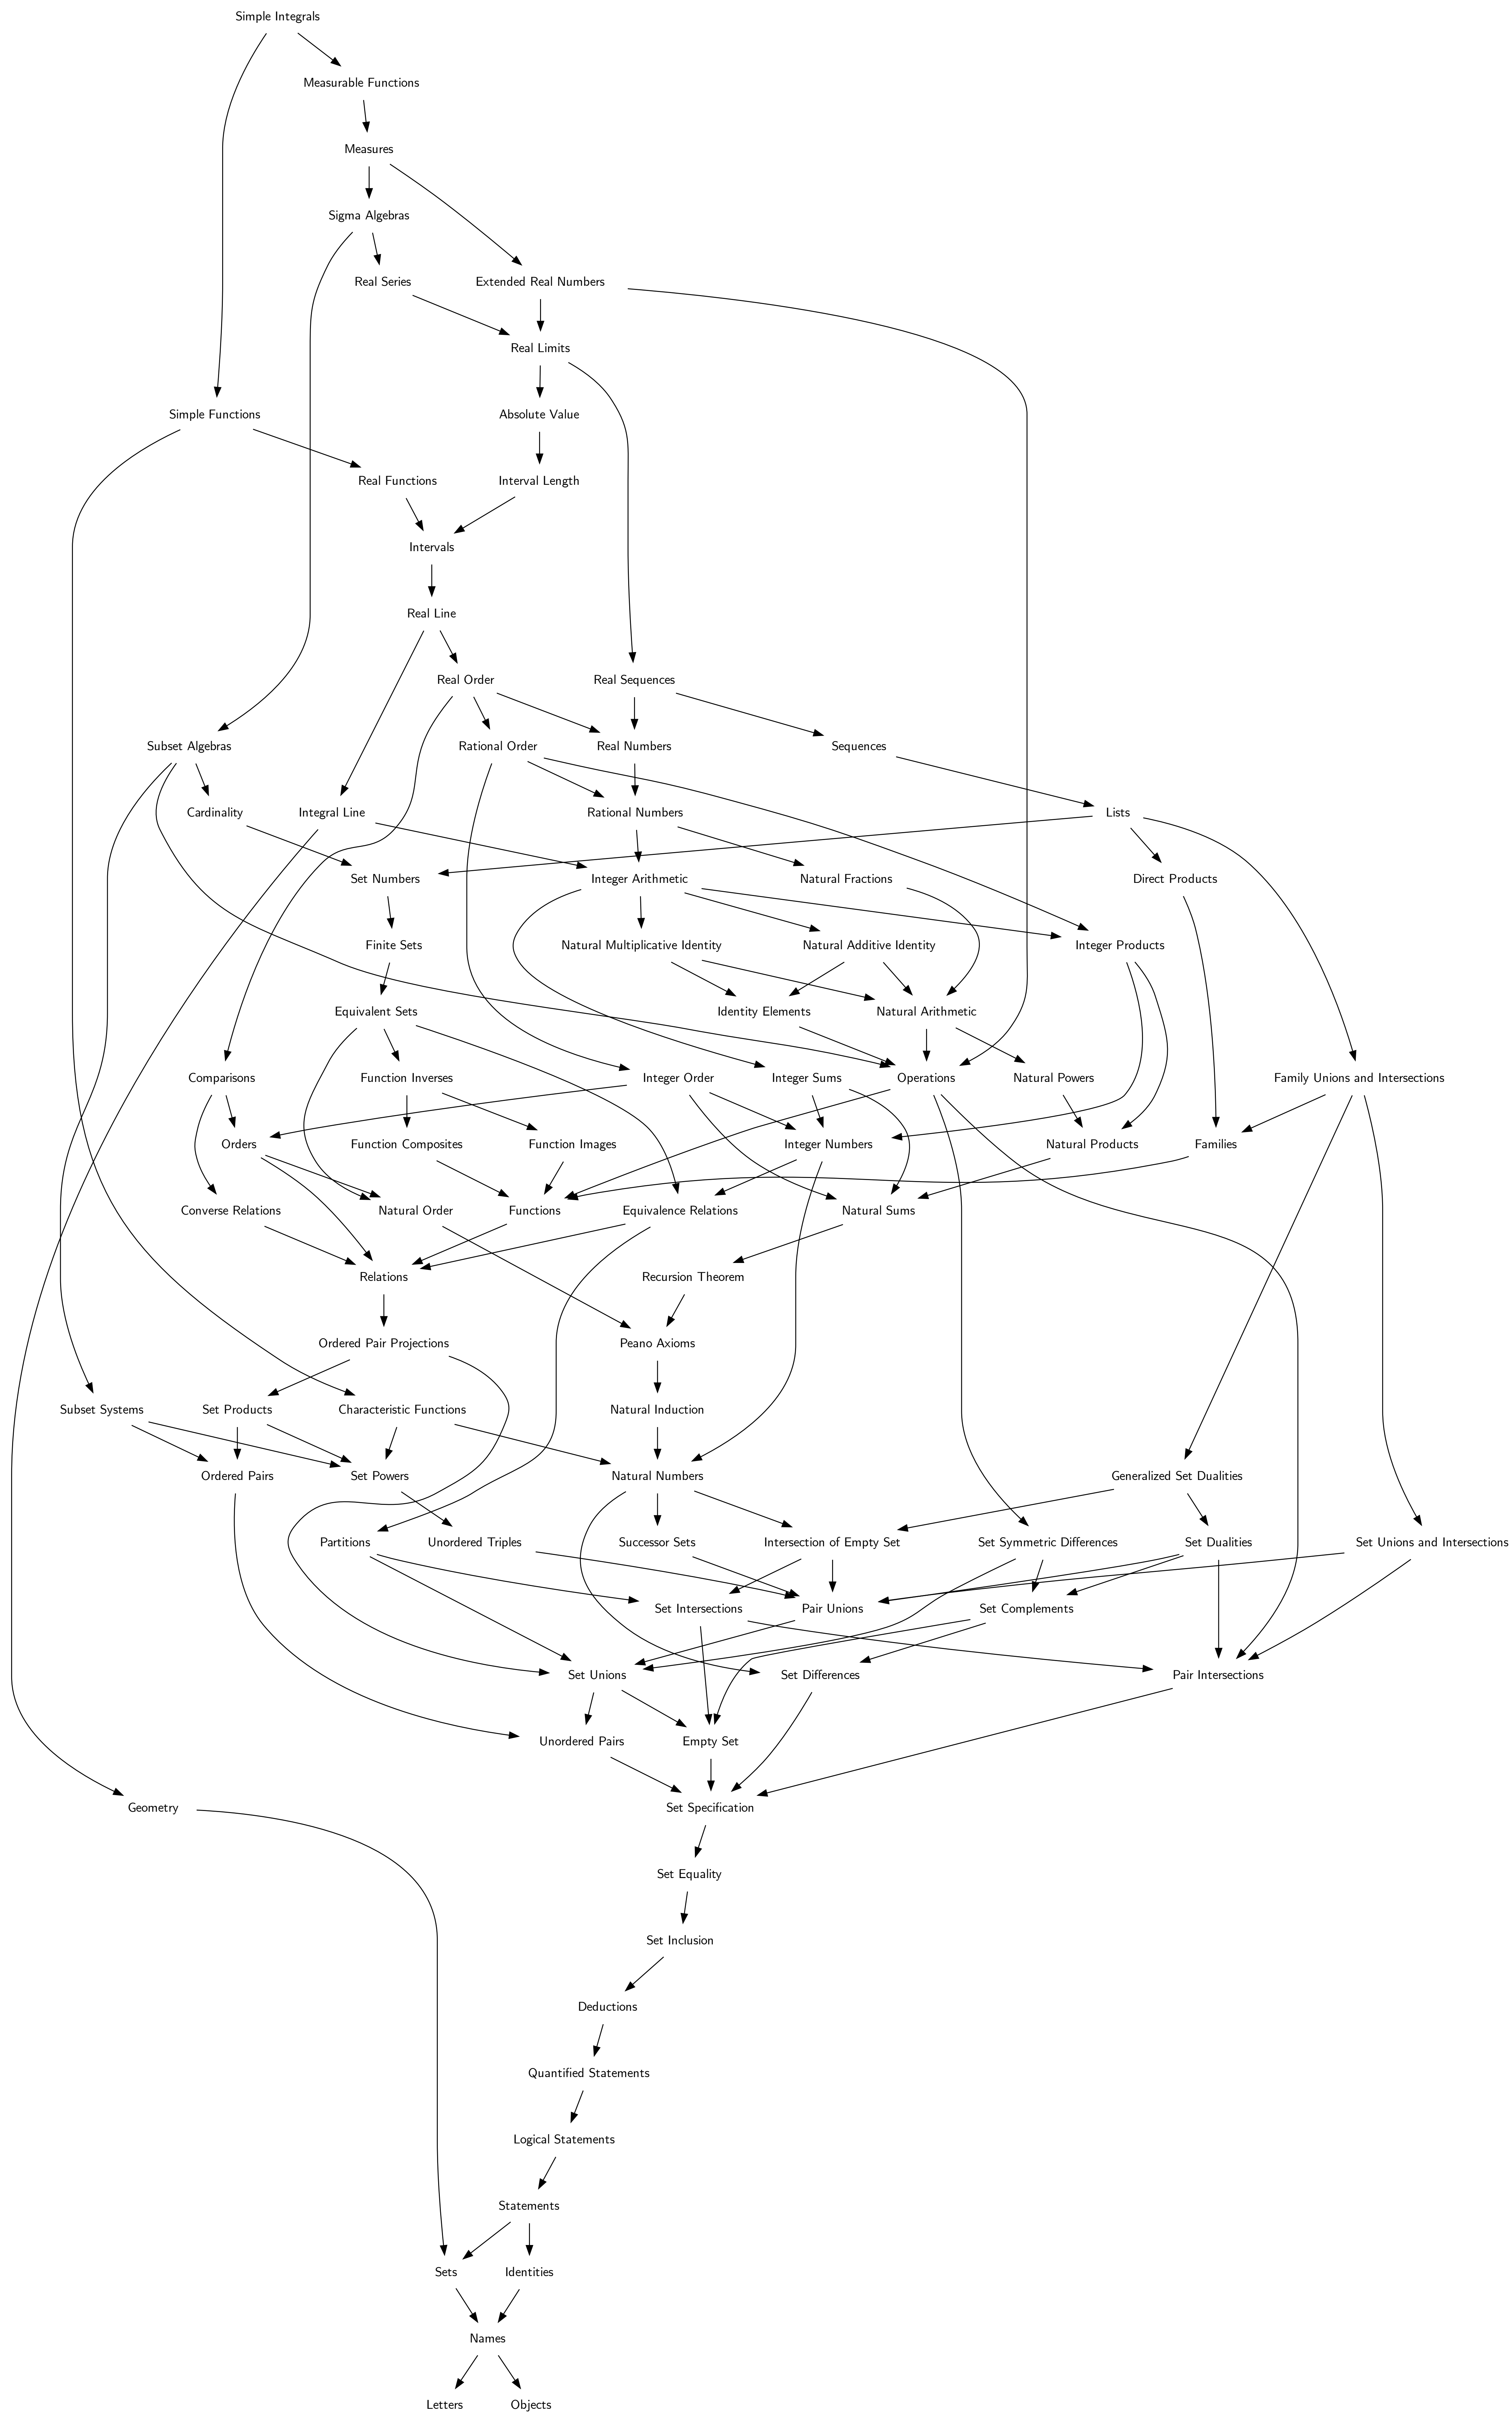 Simple Integrals
Measurable Functions
Measures
Sigma Algebras
Real Series
Extended Real Numbers
Real Limits
Simple Functions
Absolute Value
Real Functions
Interval Length
Intervals
Real Line
Real Order
Real Sequences
Subset Algebras
Rational Order
Real Numbers
Sequences
Cardinality
Integral Line
Rational Numbers
Lists
Set Numbers
Integer Arithmetic
Natural Fractions
Direct Products
Finite Sets
Natural Multiplicative Identity
Natural Additive Identity
Integer Products
Equivalent Sets
Identity Elements
Natural Arithmetic
Comparisons
Function Inverses
Integer Order
Integer Sums
Operations
Natural Powers
Family Unions and Intersections
Orders
Function Composites
Function Images
Integer Numbers
Natural Products
Families
Converse Relations
Natural Order
Functions
Equivalence Relations
Natural Sums
Relations
Recursion Theorem
Ordered Pair Projections
Peano Axioms
Subset Systems
Set Products
Characteristic Functions
Natural Induction
Ordered Pairs
Set Powers
Natural Numbers
Generalized Set Dualities
Partitions
Unordered Triples
Successor Sets
Intersection of Empty Set
Set Symmetric Differences
Set Dualities
Set Unions and Intersections
Set Intersections
Pair Unions
Set Complements
Set Unions
Set Differences
Pair Intersections
Unordered Pairs
Empty Set
Geometry
Set Specification
Set Equality
Set Inclusion
Deductions
Quantified Statements
Logical Statements
Statements
Sets
Identities
Names
Letters
Objects